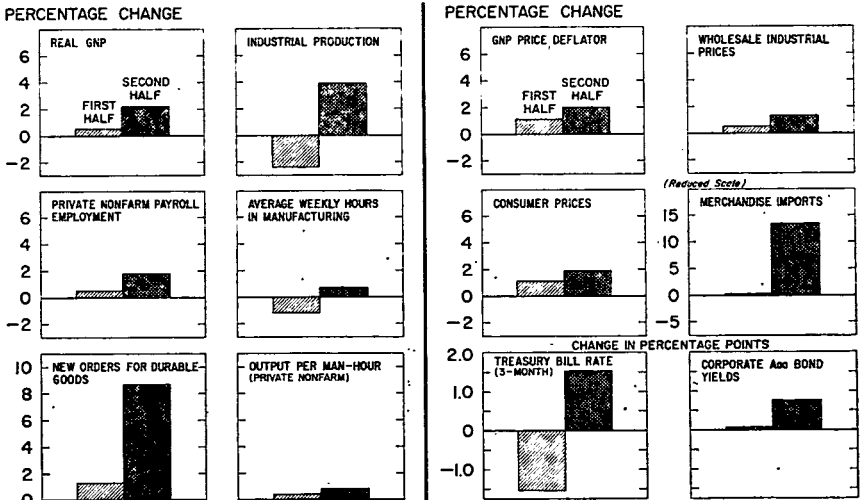 PERCENTAGE CHANGE
REAL GNP
6
4
2
0
−2
FIRST
HALF
SECOND
HALF
INDUSTRIAL PRODUCTION
PRIVATE NONFARM PAYROLL
EMPLOYMENT
6
4
2
0
−2
AVERAGE WEEKLY HOURS
IN MANUFACTURING
NEW ORDERS FOR DURABLE
GOODS
10
8
6
4
2
0
OUTPUT PER MAN-HOUR
(PRIVATE NONFARM)
PERCENTAGE CHANGE
GNP PRICE DEFLATOR
6
4
2
0
−2
FIRST
HALF
SECOND
HALF
WHOLESALE INDUSTRIAL
PRICES
CONSUMER PRICES
6
4
2
0
−2
(Reduced Scale)
MERCHANDISE IMPORTS
15
10
5
0
−5
CHANGE IN PERCENTAGE POINTS
TREASURY BILL RATE
(3-MONTH)
2.0
1.0
0
−1.0
CORPORATE Aaa BOND
YIELDS